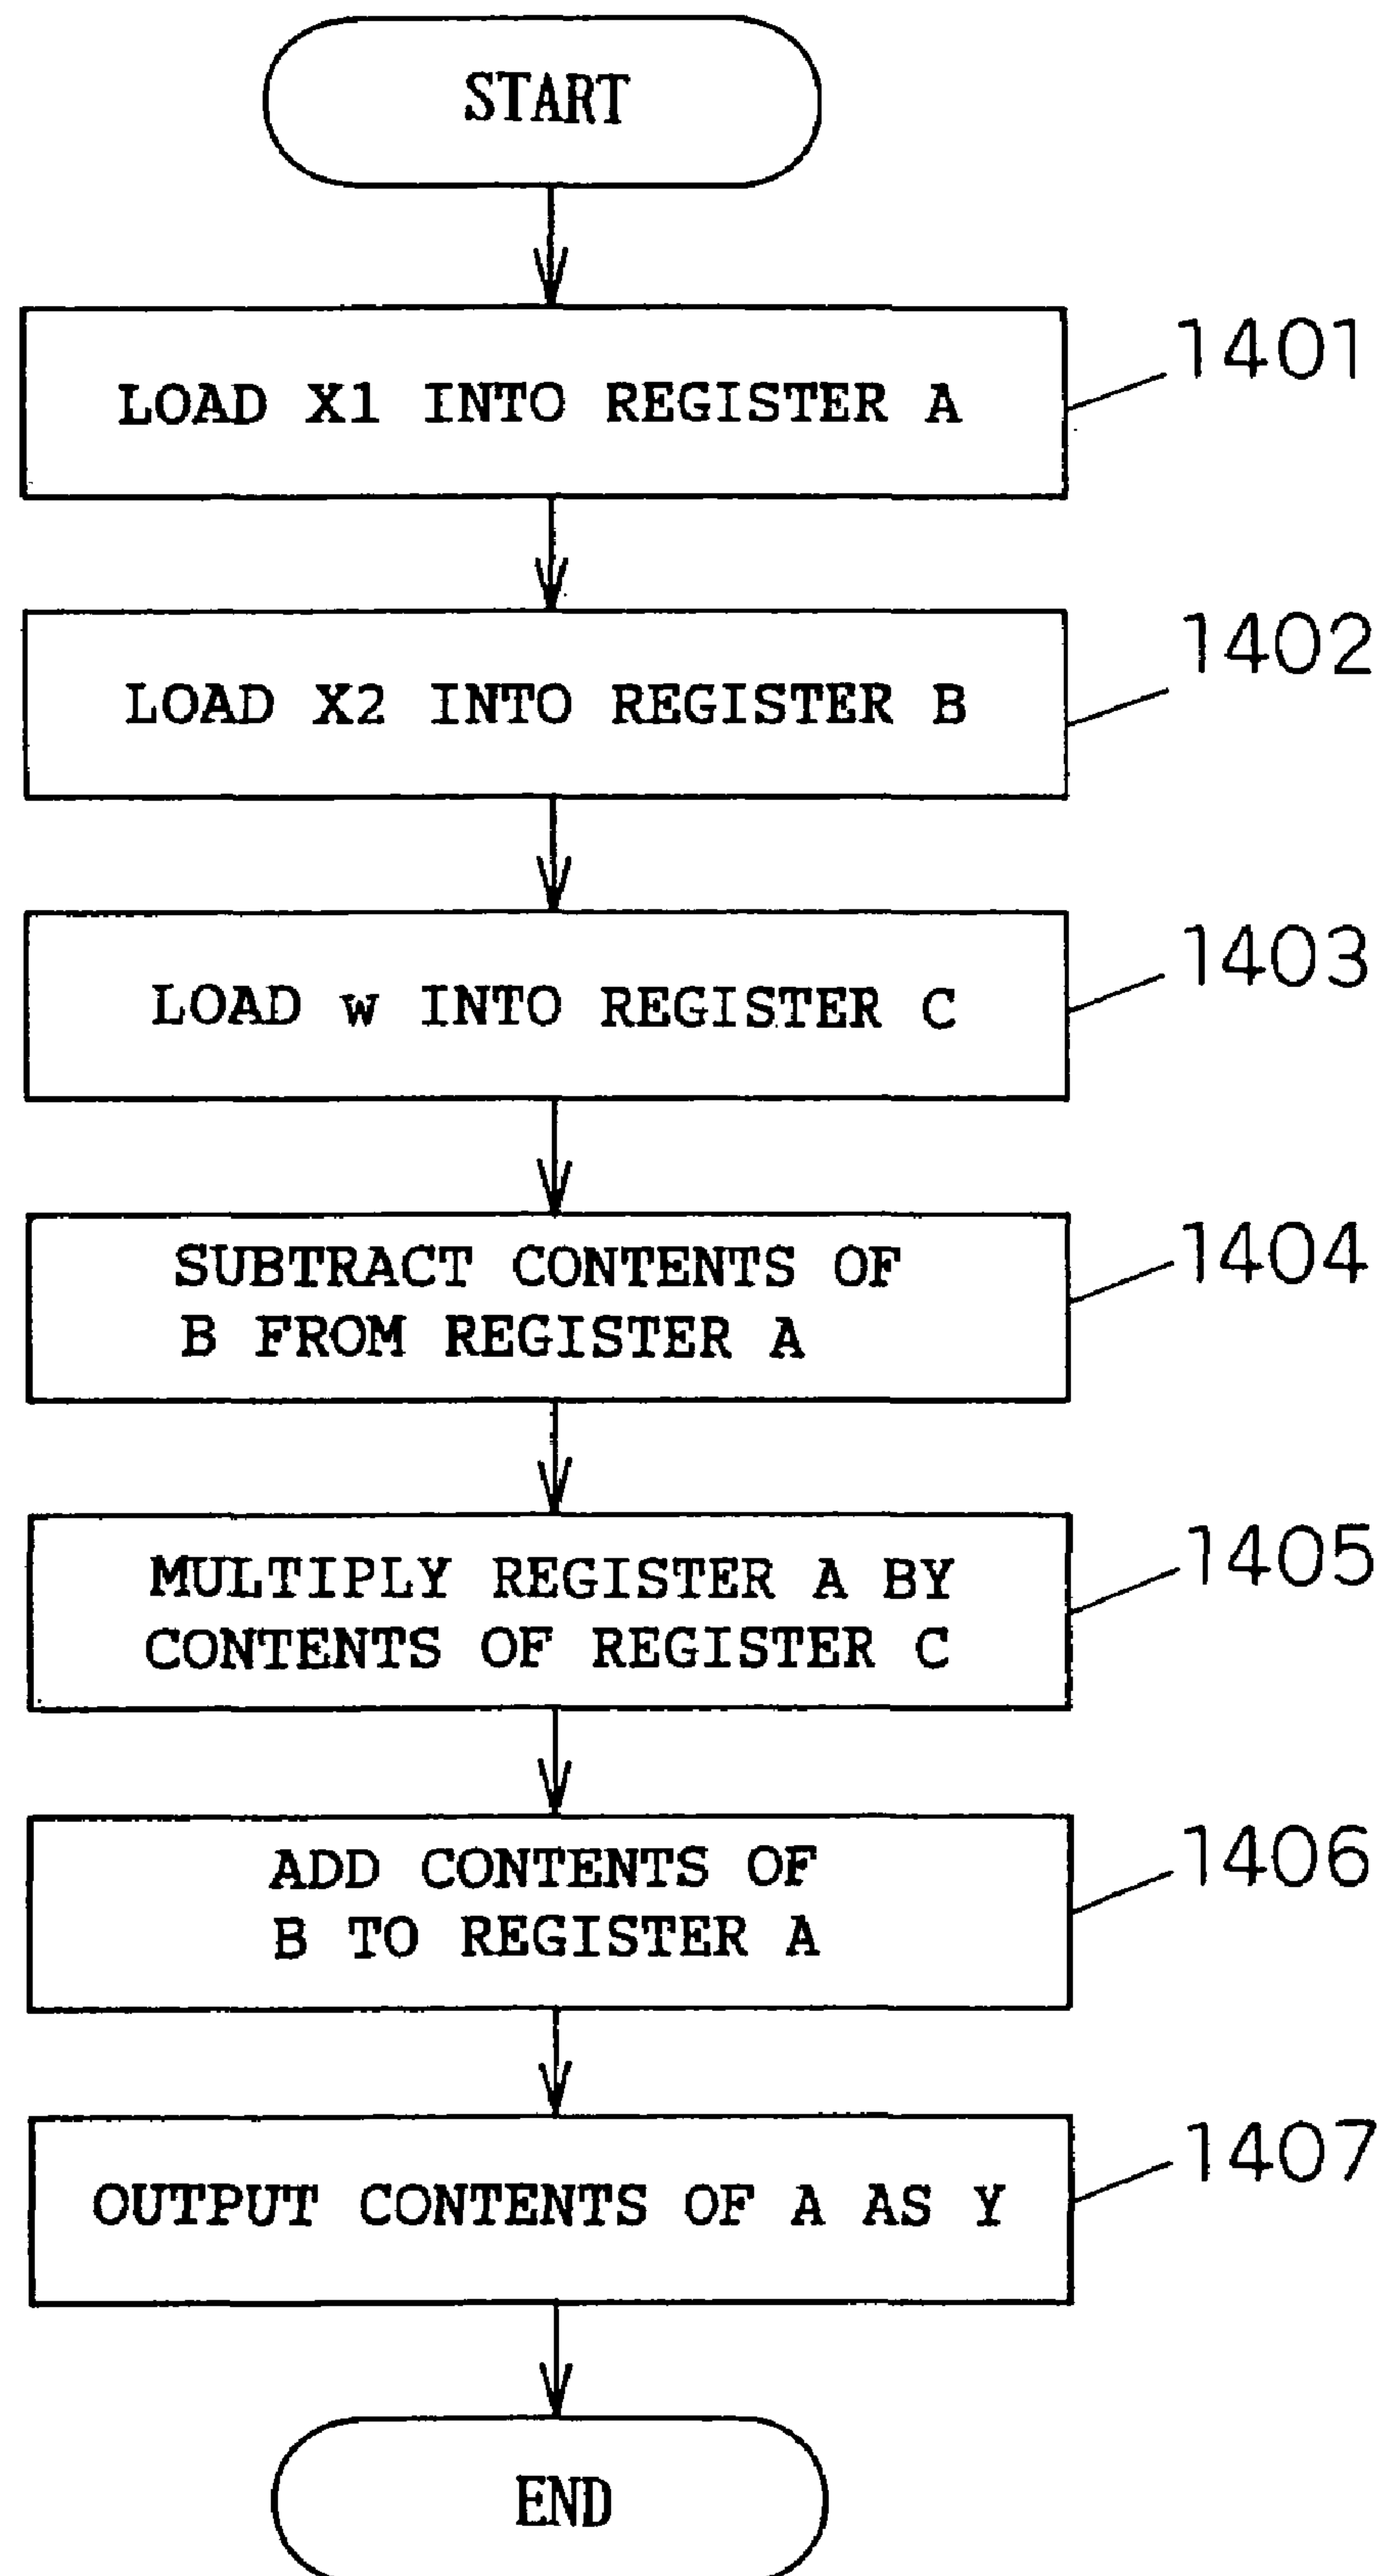 START
LOAD X1 INTO REGISTER A
1401
LOAD X2 INTO REGISTER B
1402
LOAD w INTO REGISTER C
1403
SUBTRACT CONTENTS OF
B FROM REGISTER A
1404
MULTIPLY REGISTER A BY
CONTENTS OF REGISTER C
1405
ADD CONTENTS OF
B TO REGISTER A
1406
OUTPUT CONTENTS OF A AS Y
1407
END